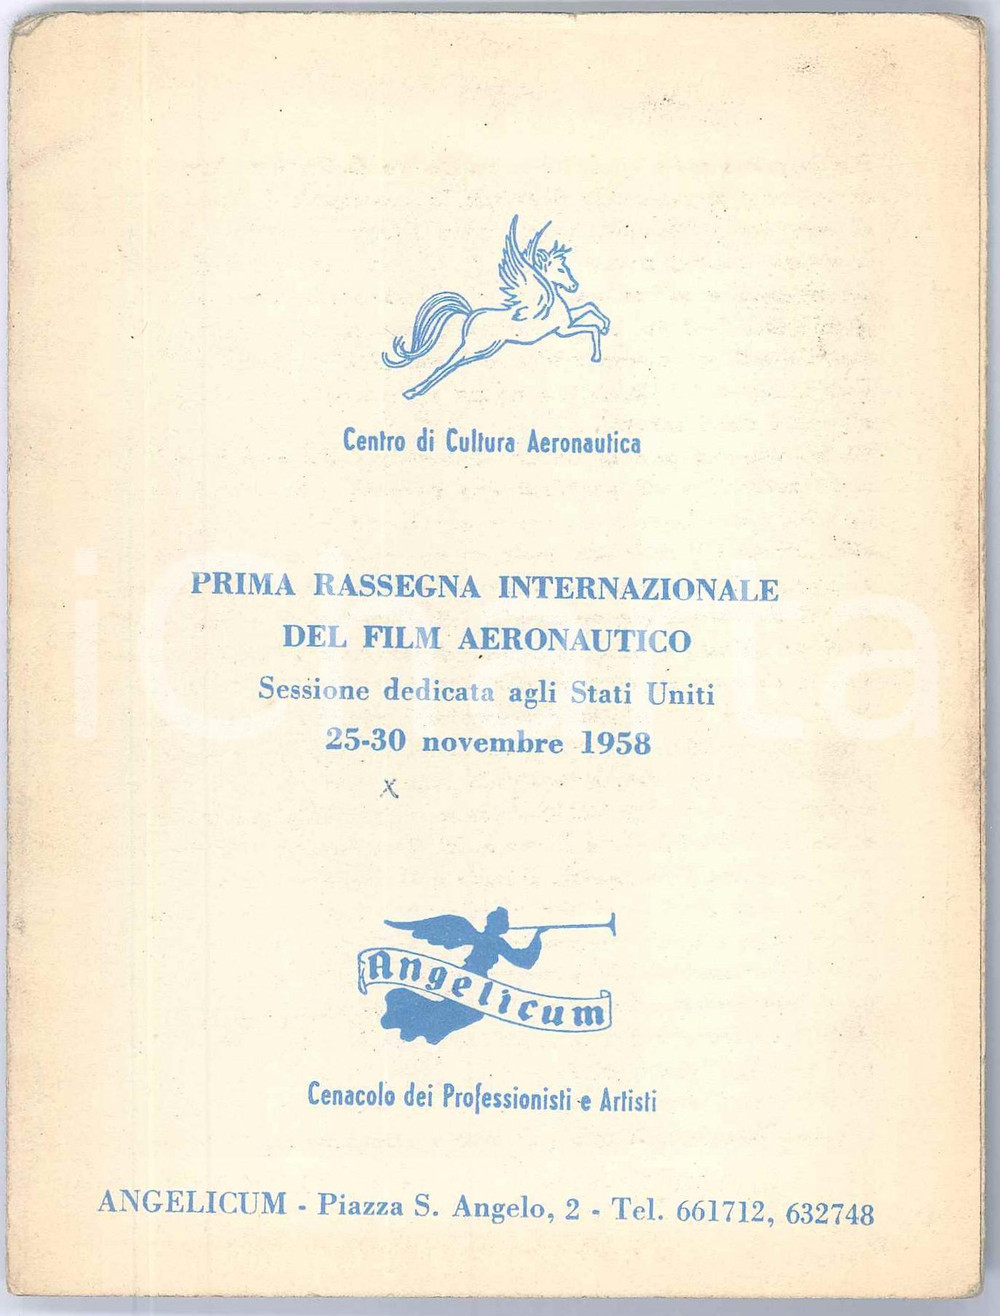 Centro di Cultura Aeronautica
PRIMA RASSEGNA INTERNAZIONALE
DEL FILM AERONAUTICO
Sessione dedicata agli Stati Uniti
25-30 novembre 1958
x
Angelicum
Cenacolo dei Professionisti e Artisti
ANGELICUM - Piazza S. Angelo, 2 - Tel. 661712, 632748
iCharta